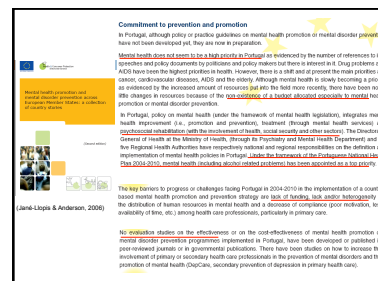 Commitment to prevention and promotion
In Portugal, although policy or practice guidelines on mental health promotion or mental disorder prevent
have not been developed yet, they are now in preparation.
Mental health does not seem to be a high priority in Portugal as evidenced by the number of references to i
speeches and policy documents by politicians and policy makers but there is interest in it. Drug problems a
AIDS have been the highest priorities in health. However, there is a shift and at present the main priorities a
cancer, cardiovascular diseases, AIDS and the elderly. Although mental health is slowly becoming a prio
as evidenced by the increased amount of resources put into the field more recently, there have been no
little changes in resources because of the non-existence of a budget allocated especially to mental hea
promotion or mental disorder prevention.
In Portugal, policy on mental health (under the framework of mental health legislation), integrates me
health improvement (i.e., promotion and prevention), treatment (through mental health services)
psychosocial rehabilitation (with the involvement of health, social security and other sectors). The Director
General of Health at the Ministry of Health, (through its Psychiatry and Mental Health Department) and
five Regional Health Authorities have respectively national and regional responsibilities on the definition
implementation of mental health policies in Portugal. Under the framework of the Portuguese National He
Plan 2004-2010, mental health (including alcohol related problems) has been appointed as a top priority.
The key barriers to progress or challenges facing Portugal in 2004-2010 in the implementation of a count
based mental health promotion and prevention strategy are lack of funding, lack and/or heterogeneity
the distribution of human resources in mental health and a decrease of compliance (poor motivation, les
availability of time, etc.) among health care professionals, particularly in primary care.
No evaluation studies on the effectiveness or on the cost-effectiveness of mental health promotion
mental disorder prevention programmes implemented in Portugal, have been developed or published i
peer-reviewed journals or in governmental publications. There have been studies on how to increase th
involvement of primary or secondary health care professionals in the prevention of mental disorders and th
promotion of mental health (DepCare, secondary prevention of depression in primary health care).
Mental health promotion and
mental disorder prevention across
European Member States: a collection
of country stories
(Jané-Llopis & Anderson, 2006)